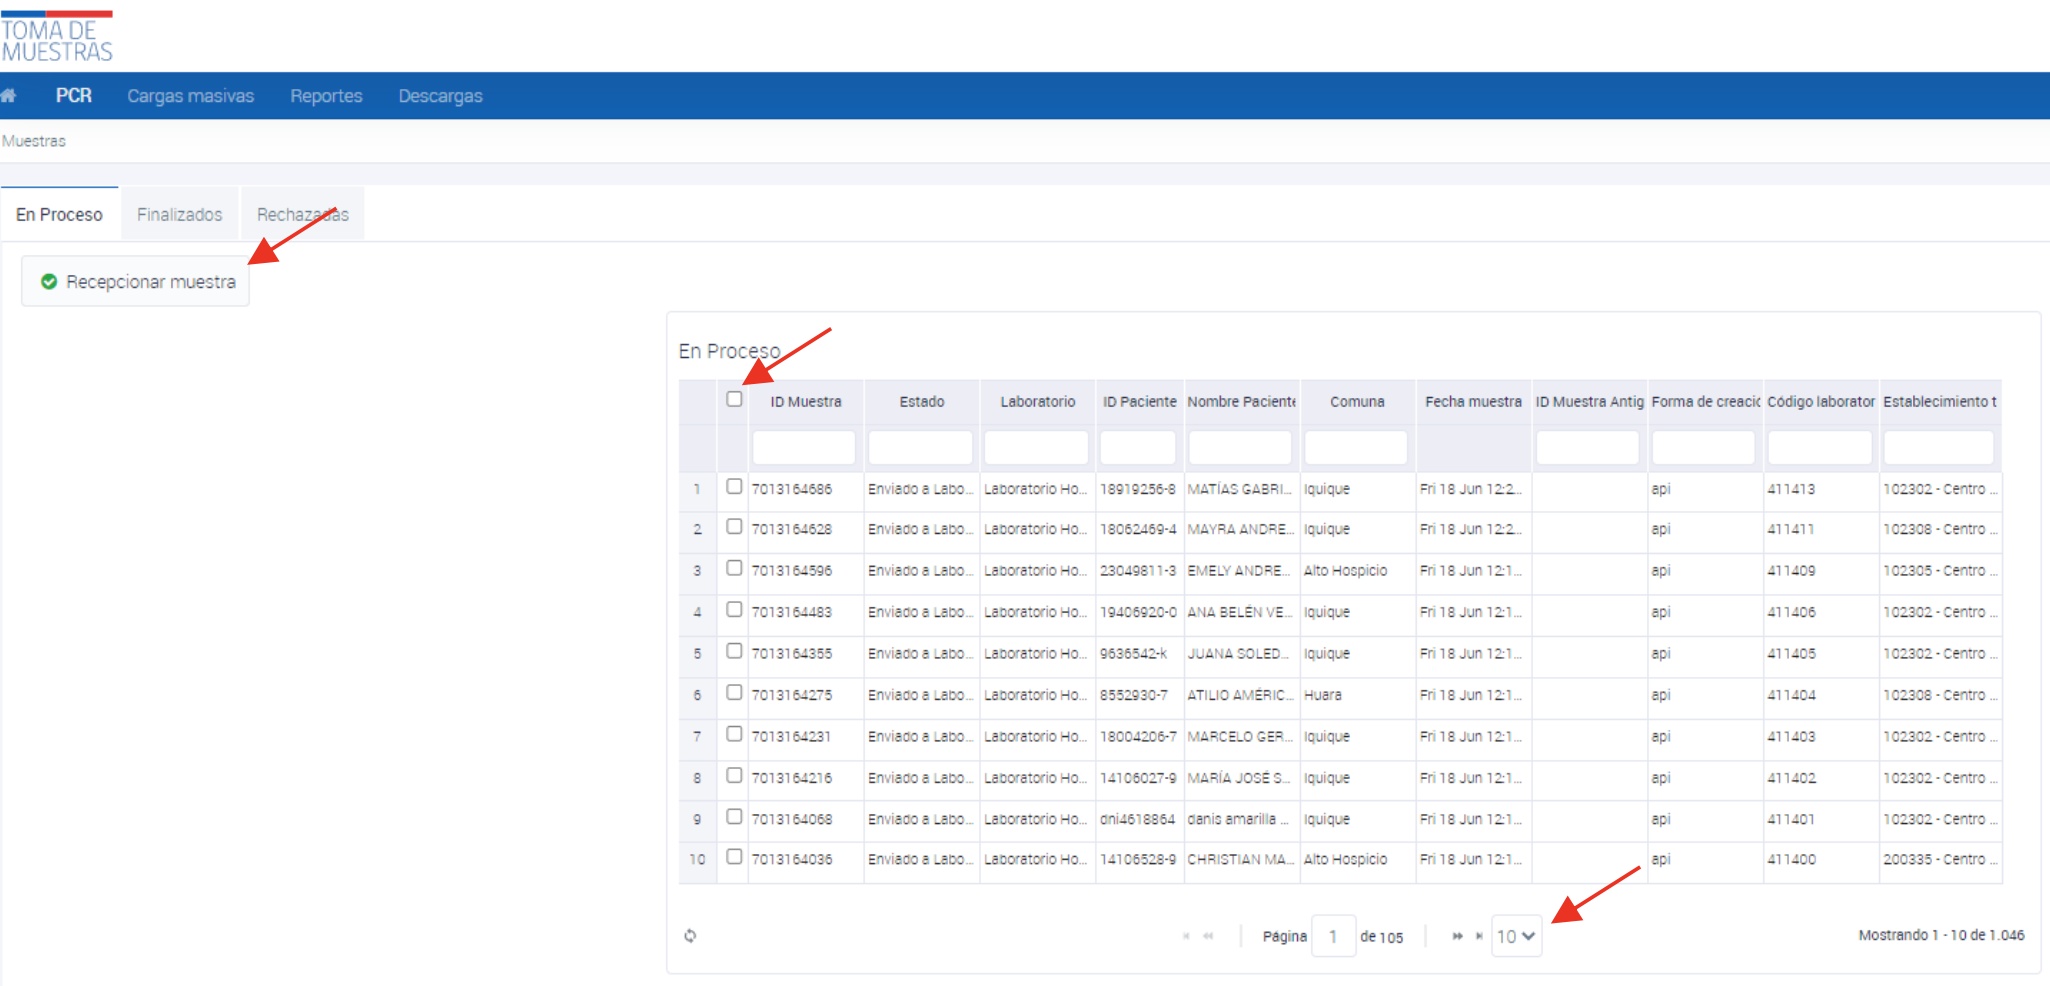 TOMA DE
MUESTRAS
PCR Cargas masivas Reportes Descargas
Muestras
En Proceso Finalizados Rechazadas
Recepcionar muestra
En Proceso
ID Muestra Estado Laboratorio ID Paciente Nombre Paciente Comuna Fecha muestra ID Muestra Antig Forma de creació Código laborator Establecimiento t
1 7013164686 Enviado a Labo... Laboratorio Ho... 18919256-8 MATÍAS GABRI... Iquique Fri 18 Jun 12:2... api 411413 102302 - Centro ...
2 7013164628 Enviado a Labo... Laboratorio Ho... 18062469-4 MAYRA ANDRE... Iquique Fri 18 Jun 12:2... api 411411 102308 - Centro ...
3 7013164596 Enviado a Labo... Laboratorio Ho... 23049811-3 EMELY ANDRE... Alto Hospicio Fri 18 Jun 12:1... api 411409 102305 - Centro ...
4 7013164483 Enviado a Labo... Laboratorio Ho... 19406920-0 ANA BELÉN VE... Iquique Fri 18 Jun 12:1... api 411406 102302 - Centro ...
5 7013164355 Enviado a Labo... Laboratorio Ho... 9636542-k JUANA SOLED... Iquique Fri 18 Jun 12:1... api 411405 102302 - Centro ...
6 7013164275 Enviado a Labo... Laboratorio Ho... 8552930-7 ATILIO AMÉRIC... Huara Fri 18 Jun 12:1... api 411404 102308 - Centro ...
7 7013164231 Enviado a Labo... Laboratorio Ho... 18004206-7 MARCELO GER... Iquique Fri 18 Jun 12:1... api 411403 102302 - Centro ...
8 7013164216 Enviado a Labo... Laboratorio Ho... 14106027-9 MARÍA JOSÉ S... Iquique Fri 18 Jun 12:1... api 411402 102302 - Centro ...
9 7013164068 Enviado a Labo... Laboratorio Ho... dni4618864 danis amarilla ... Iquique Fri 18 Jun 12:1... api 411401 102302 - Centro ...
10 7013164036 Enviado a Labo... Laboratorio Ho... 14106528-9 CHRISTIAN MA... Alto Hospicio Fri 18 Jun 12:1... api 411400 200335 - Centro ...
Página 1 de 105 10 Mostrando 1 - 10 de 1.046